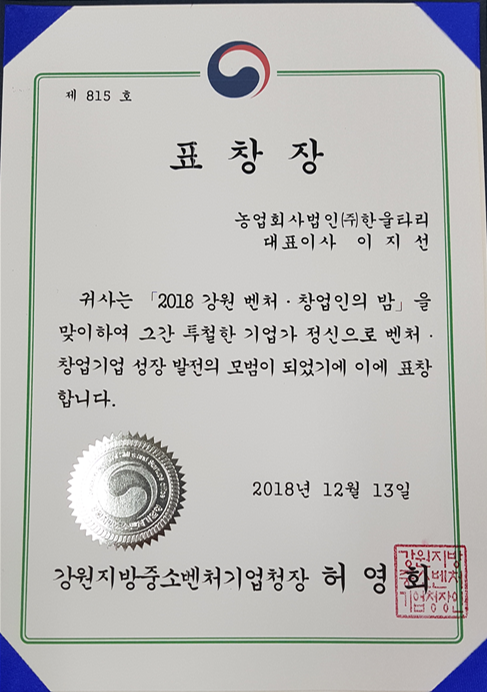 제 815 호
표창장
농업회사법인(주)한울타리
대표이사 이지선
귀사는 「2018 강원 벤처·창업인의 밤」을
맞이하여 그간 투철한 기업가 정신으로 벤처·
창업기업 성장 발전의 모범이 되었기에 이에 표창
합니다.
2018년 12월 13일
강원지방중소벤처기업청장 허영회
강원지방
중소벤처
기업청장인